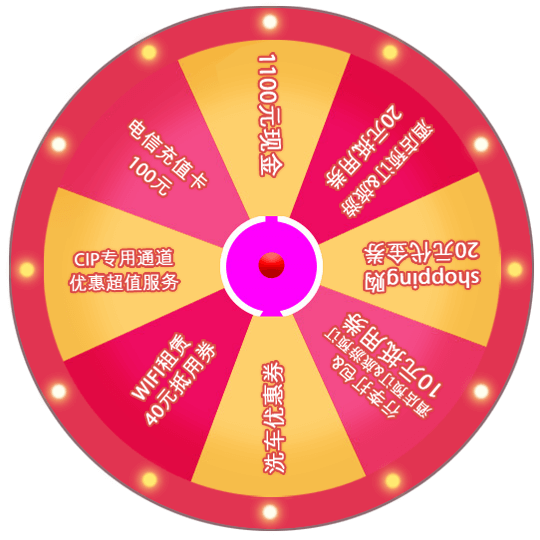 1100元现金
酒店预订&旅游
20元抵用券
shopping购
20元代金券
行李打包&
酒店预订&旅游预订
10元抵用券
洗车优惠券
WIFI租赁
40元抵用券
CIP专用通道
优惠超值服务
电信充值卡
100元